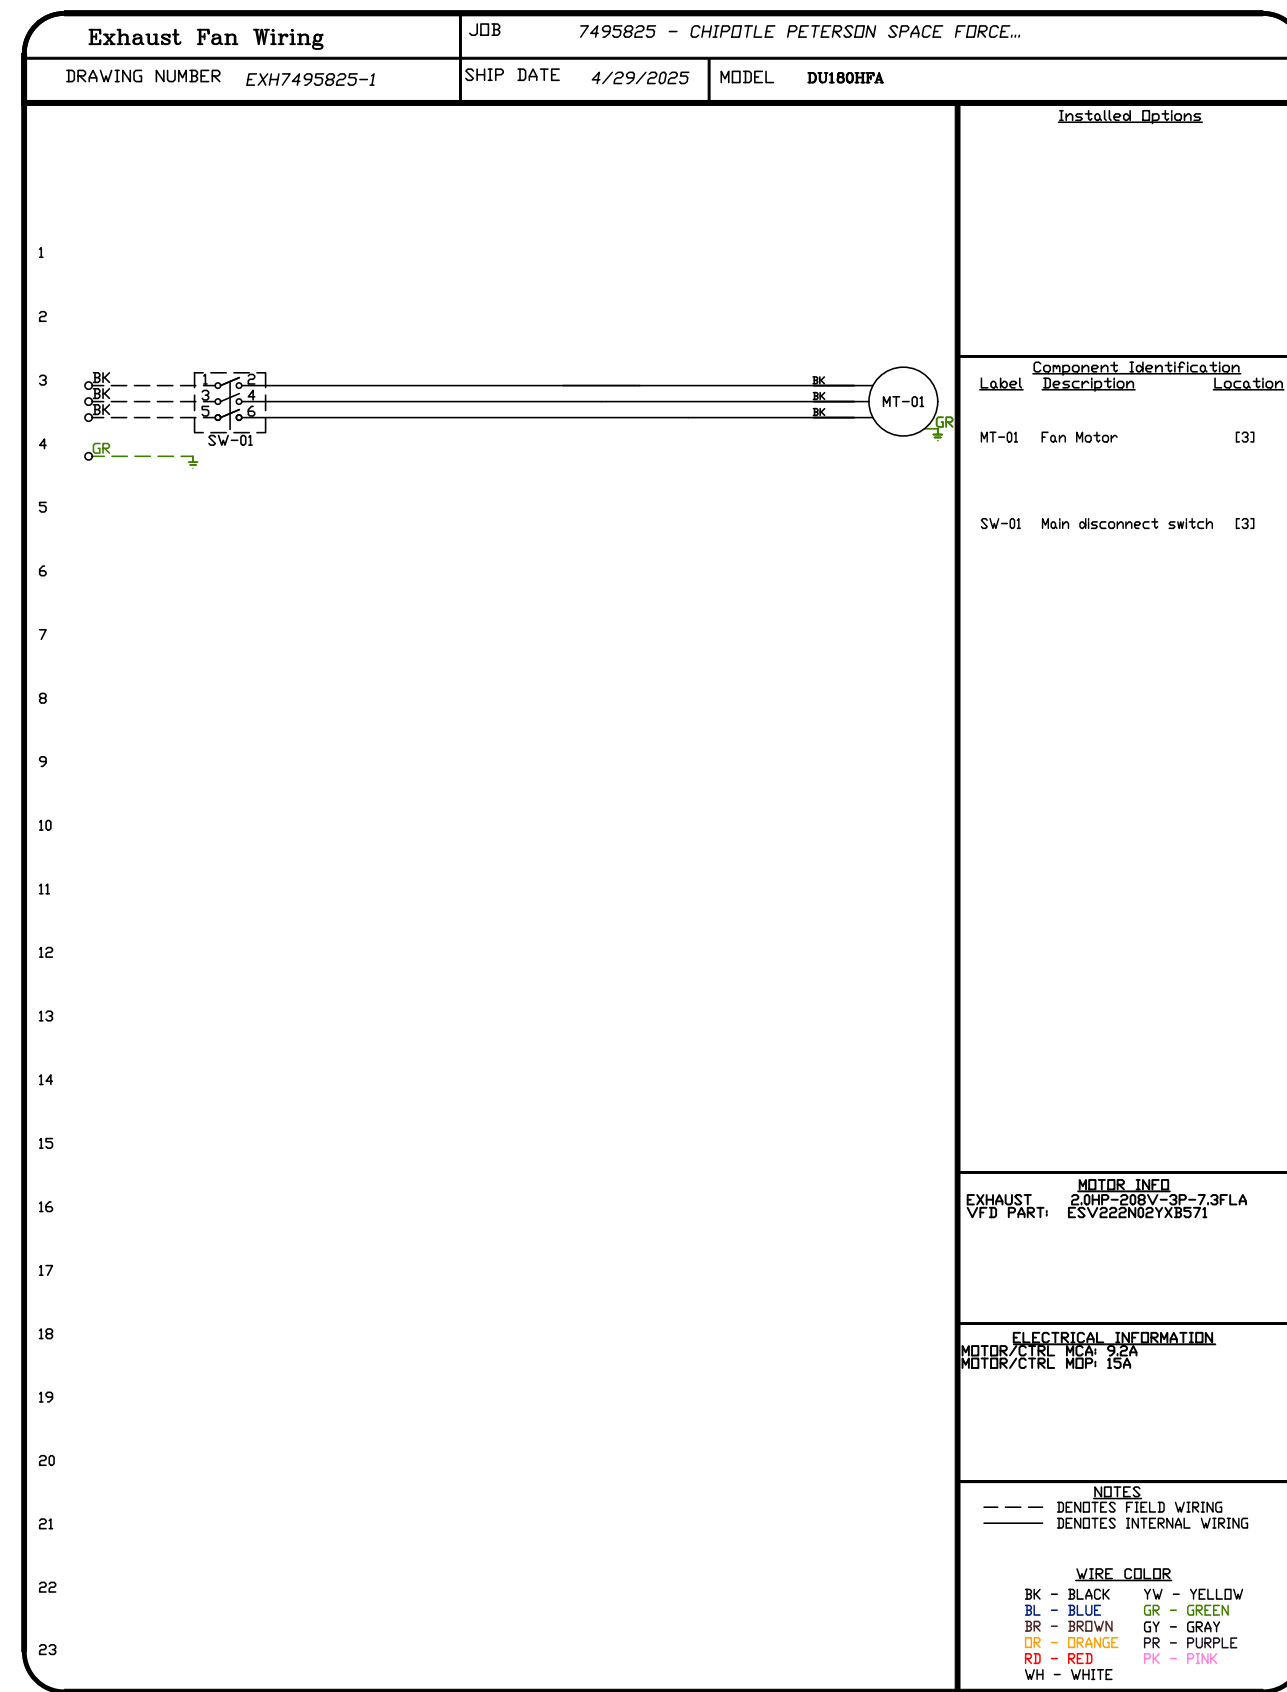 Exhaust Fan Wiring
JOB 7495825 - CHIPOTLE PETERSON SPACE FORCE...
DRAWING NUMBER EXH7495825-1
SHIP DATE 4/29/2025
MODEL DU180HFA
Installed Options
1
2
3
BK 1 2 BK
BK 3 4 BK
BK 5 6 BK
MT-01
GR
SW-01
4
GR
5
6
7
8
9
10
11
12
13
14
15
16
17
18
19
20
21
22
23
Component Identification
Label Description Location
MT-01 Fan Motor [3]
SW-01 Main disconnect switch [3]
MOTOR INFO
EXHAUST 2.0HP-208V-3P-7.3FLA
VFD PART: ESV222N02YXB571
ELECTRICAL INFORMATION
MOTOR/CTRL MCA: 9.2A
MOTOR/CTRL MOP: 15A
NOTES
DENOTES FIELD WIRING
DENOTES INTERNAL WIRING
WIRE COLOR
BK - BLACK YW - YELLOW
BL - BLUE GR - GREEN
BR - BROWN GY - GRAY
OR - ORANGE PR - PURPLE
RD - RED PK - PINK
WH - WHITE